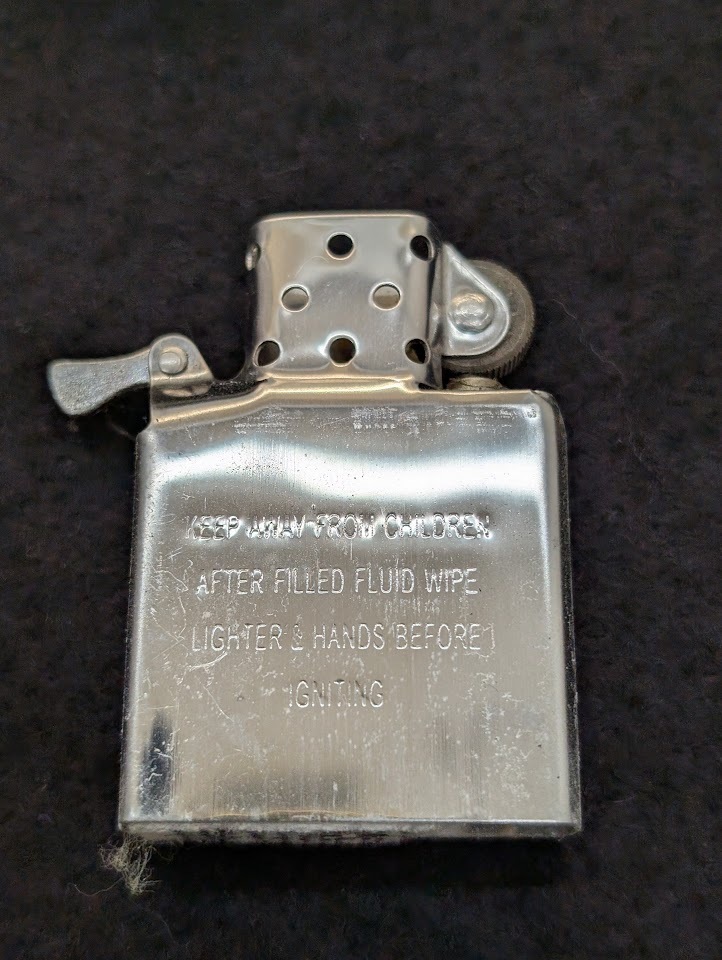 KEEP AWAY FROM CHILDREN
AFTER FILLED FLUID WIPE
LIGHTER & HANDS BEFORE
IGNITING